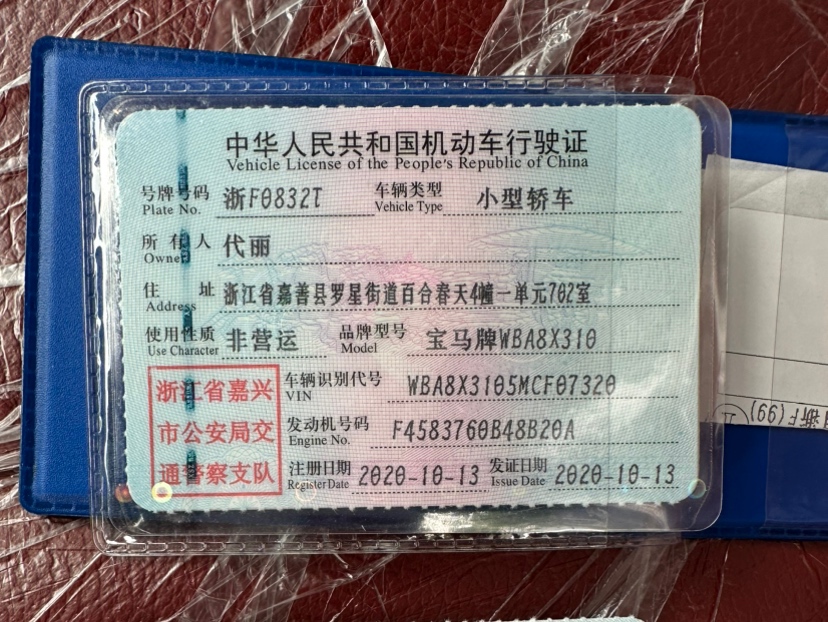 中华人民共和国机动车行驶证
Vehicle License of the People's Republic of China
号牌号码 浙F0832T 车辆类型 小型轿车
Plate No. Vehicle Type
所有人 代丽
Owner
住址 浙江省嘉善县罗星街道百合春天4幢一单元702室
Address
使用性质 非营运 品牌型号 宝马牌WBA8X310
Use Character Model
浙江省嘉兴
市公安局交
通警察支队
车辆识别代号 WBA8X3105MCF07320
VIN
发动机号码 F4583760B48B20A
Engine No.
注册日期 2020-10-13 发证日期 2020-10-13
Register Date Issue Date